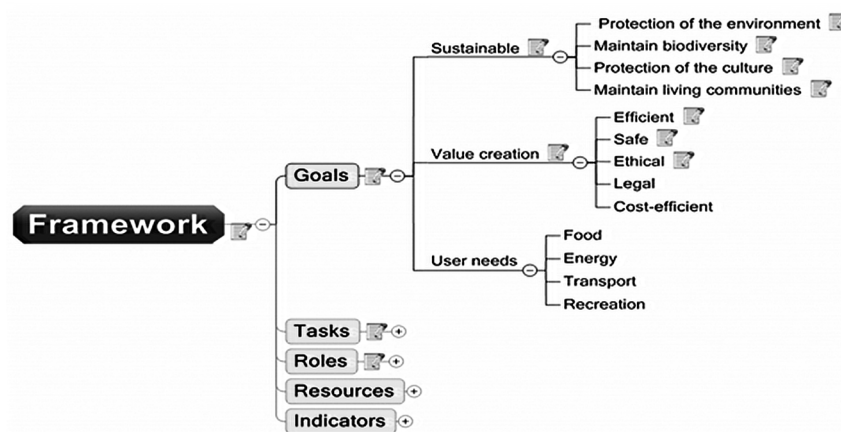 Framework
Goals
Sustainable
Protection of the environment
Maintain biodiversity
Protection of the culture
Maintain living communities
Value creation
Efficient
Safe
Ethical
Legal
Cost-efficient
User needs
Food
Energy
Transport
Recreation
Tasks
Roles
Resources
Indicators